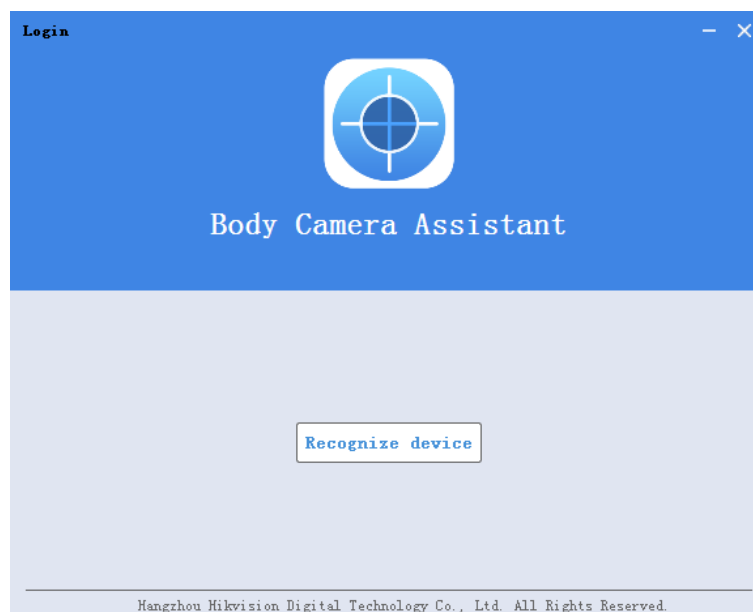 Login
Body Camera Assistant
Recognize device
Hangzhou Hikvision Digital Technology Co., Ltd. All Rights Reserved.